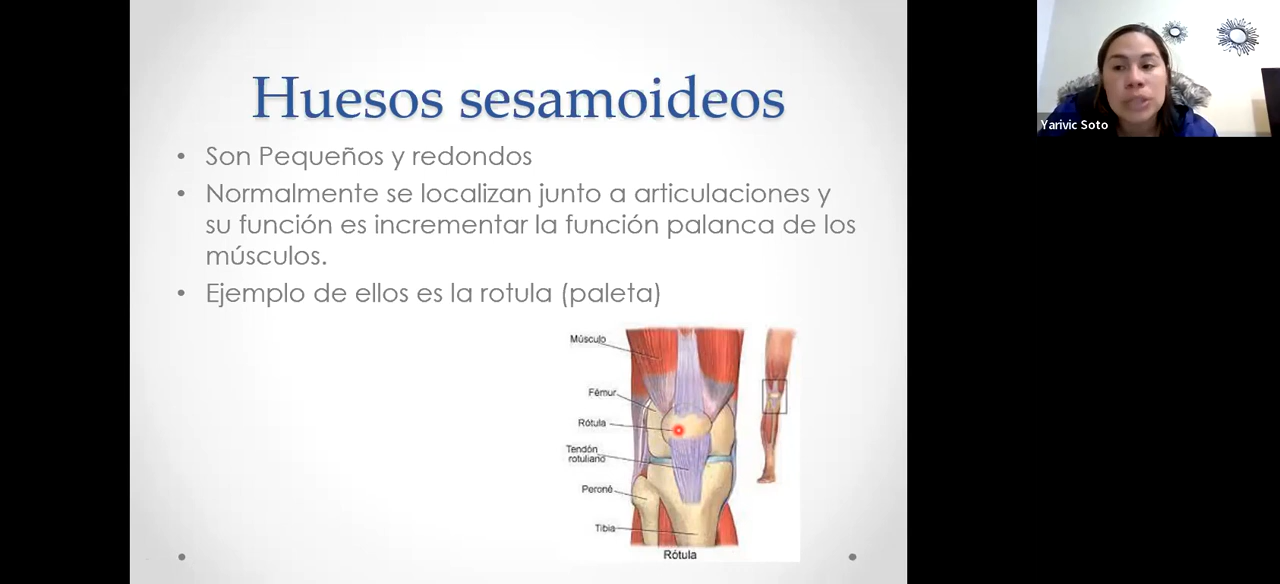 Huesos sesamoideos
• Son Pequeños y redondos
• Normalmente se localizan junto a articulaciones y
su función es incrementar la función palanca de los
músculos.
• Ejemplo de ellos es la rotula (paleta)
Músculo
Fémur
Rótula
Tendón
rotuliano
Peroné
Tibia
Rótula
Yarivic Soto